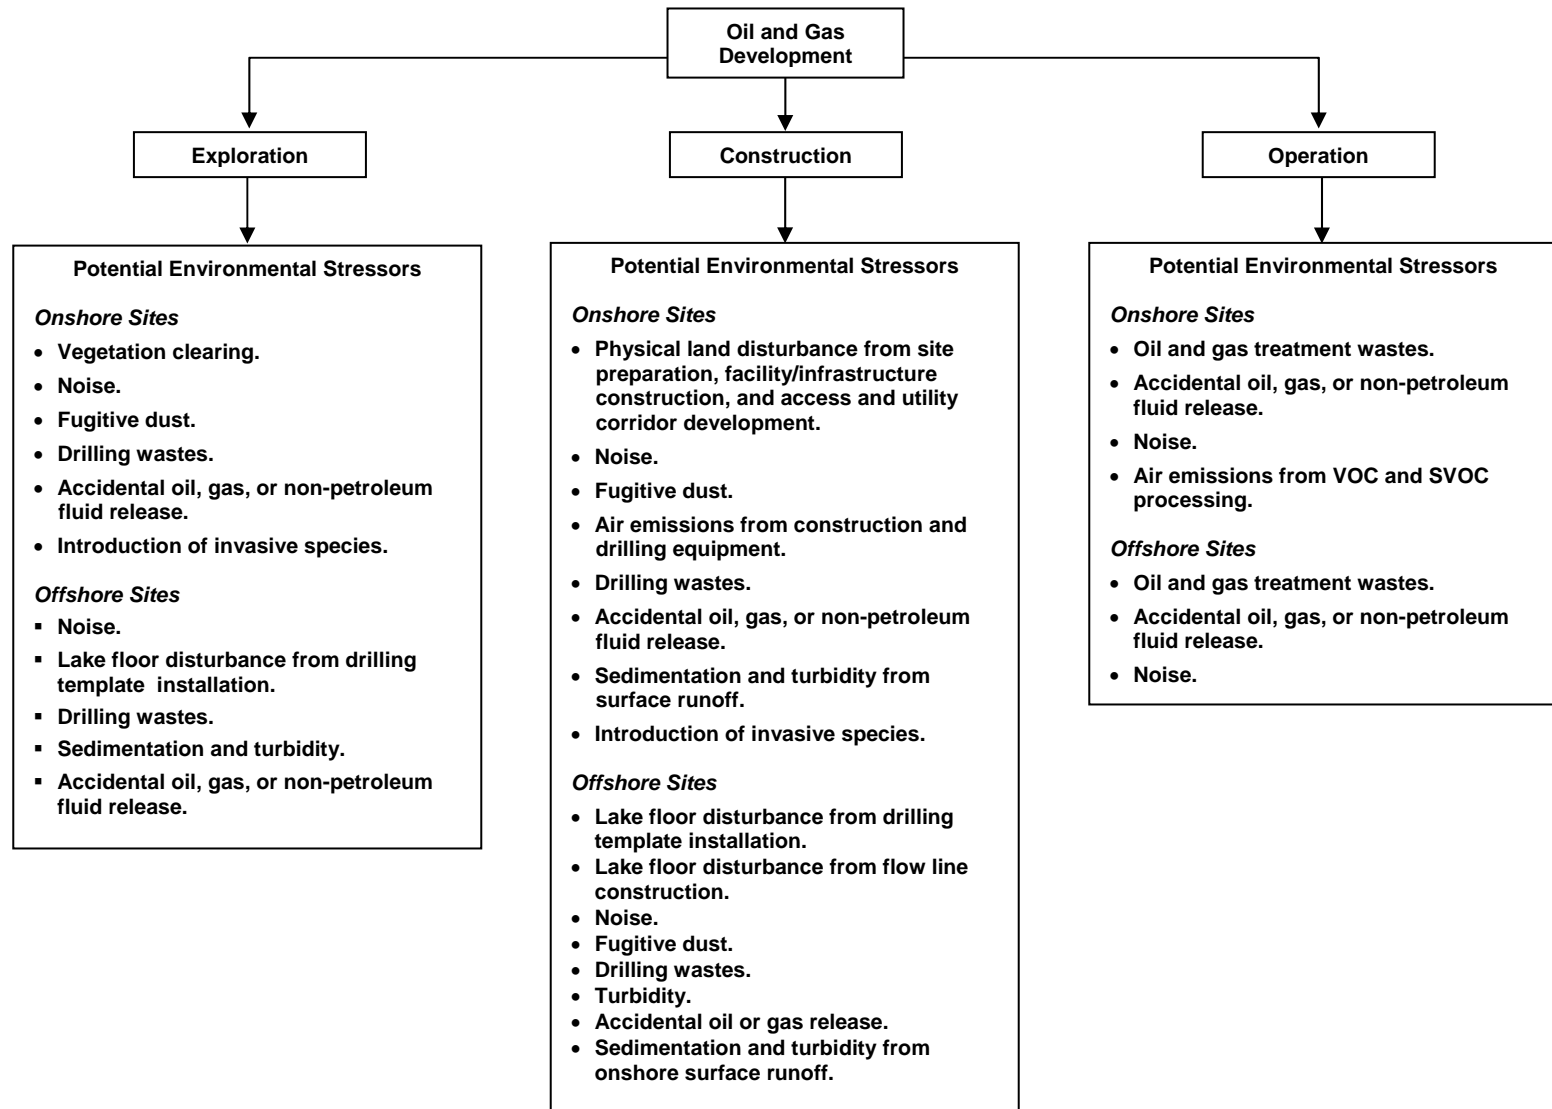 Oil and Gas
Development
Exploration
Construction
Operation
Potential Environmental Stressors
Onshore Sites
• Vegetation clearing.
• Noise.
• Fugitive dust.
• Drilling wastes.
• Accidental oil, gas, or non-petroleum
fluid release.
• Introduction of invasive species.
Offshore Sites
▪ Noise.
▪ Lake floor disturbance from drilling
template installation.
▪ Drilling wastes.
▪ Sedimentation and turbidity.
▪ Accidental oil, gas, or non-petroleum
fluid release.
Potential Environmental Stressors
Onshore Sites
• Physical land disturbance from site
preparation, facility/infrastructure
construction, and access and utility
corridor development.
• Noise.
• Fugitive dust.
• Air emissions from construction and
drilling equipment.
• Drilling wastes.
• Accidental oil, gas, or non-petroleum
fluid release.
• Sedimentation and turbidity from
surface runoff.
• Introduction of invasive species.
Offshore Sites
• Lake floor disturbance from drilling
template installation.
• Lake floor disturbance from flow line
construction.
• Noise.
• Fugitive dust.
• Drilling wastes.
• Turbidity.
• Accidental oil or gas release.
• Sedimentation and turbidity from
onshore surface runoff.
Potential Environmental Stressors
Onshore Sites
• Oil and gas treatment wastes.
• Accidental oil, gas, or non-petroleum
fluid release.
• Noise.
• Air emissions from VOC and SVOC
processing.
Offshore Sites
• Oil and gas treatment wastes.
• Accidental oil, gas, or non-petroleum
fluid release.
• Noise.